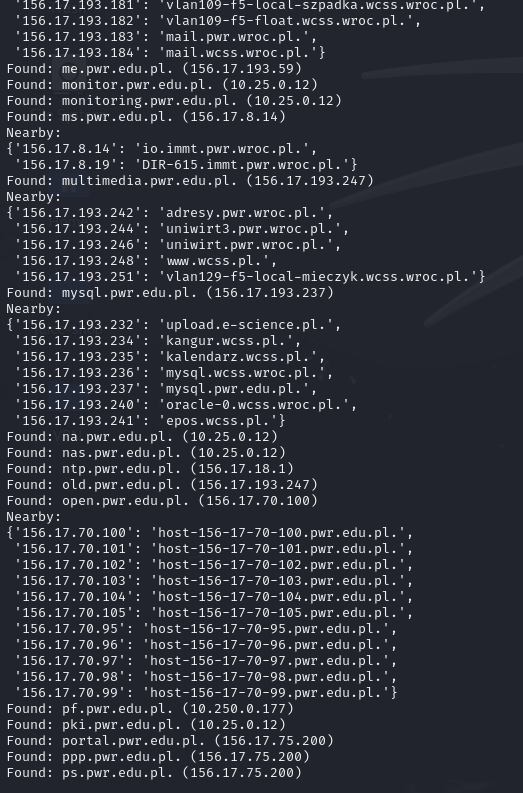 '156.17.193.181': 'vlan109-f5-local-szpadka.wcss.wroc.pl.',
'156.17.193.182': 'vlan109-f5-float.wcss.wroc.pl.',
'156.17.193.183': 'mail.pwr.wroc.pl.',
'156.17.193.184': 'mail.wcss.wroc.pl.'}
Found: me.pwr.edu.pl. (156.17.193.59)
Found: monitor.pwr.edu.pl. (10.25.0.12)
Found: monitoring.pwr.edu.pl. (10.25.0.12)
Found: ms.pwr.edu.pl. (156.17.8.14)
Nearby:
{'156.17.8.14': 'io.immt.pwr.wroc.pl.',
'156.17.8.19': 'DIR-615.immt.pwr.wroc.pl.'}
Found: multimedia.pwr.edu.pl. (156.17.193.247)
Nearby:
{'156.17.193.242': 'adresy.pwr.wroc.pl.',
'156.17.193.244': 'uniwirt3.pwr.wroc.pl.',
'156.17.193.246': 'uniwirt.pwr.wroc.pl.',
'156.17.193.248': 'www.wcss.pl.',
'156.17.193.251': 'vlan129-f5-local-mieczyk.wcss.wroc.pl.'}
Found: mysql.pwr.edu.pl. (156.17.193.237)
Nearby:
{'156.17.193.232': 'upload.e-science.pl.',
'156.17.193.234': 'kangur.wcss.wroc.pl.',
'156.17.193.235': 'kalendarz.wcss.pl.',
'156.17.193.236': 'mysql.wcss.wroc.pl.',
'156.17.193.237': 'mysql.pwr.edu.pl.',
'156.17.193.240': 'oracle-0.wcss.wroc.pl.',
'156.17.193.241': 'epos.wcss.pl.'}
Found: na.pwr.edu.pl. (10.25.0.12)
Found: nas.pwr.edu.pl. (10.25.0.12)
Found: ntp.pwr.edu.pl. (156.17.18.1)
Found: old.pwr.edu.pl. (156.17.193.247)
Found: open.pwr.edu.pl. (156.17.70.100)
Nearby:
{'156.17.70.100': 'host-156-17-70-100.pwr.edu.pl.',
'156.17.70.101': 'host-156-17-70-101.pwr.edu.pl.',
'156.17.70.102': 'host-156-17-70-102.pwr.edu.pl.',
'156.17.70.103': 'host-156-17-70-103.pwr.edu.pl.',
'156.17.70.104': 'host-156-17-70-104.pwr.edu.pl.',
'156.17.70.105': 'host-156-17-70-105.pwr.edu.pl.',
'156.17.70.95': 'host-156-17-70-95.pwr.edu.pl.',
'156.17.70.96': 'host-156-17-70-96.pwr.edu.pl.',
'156.17.70.97': 'host-156-17-70-97.pwr.edu.pl.',
'156.17.70.98': 'host-156-17-70-98.pwr.edu.pl.',
'156.17.70.99': 'host-156-17-70-99.pwr.edu.pl.'}
Found: pf.pwr.edu.pl. (10.250.0.177)
Found: pki.pwr.edu.pl. (10.25.0.12)
Found: portal.pwr.edu.pl. (156.17.75.200)
Found: ppp.pwr.edu.pl. (156.17.75.200)
Found: ps.pwr.edu.pl. (156.17.75.200)